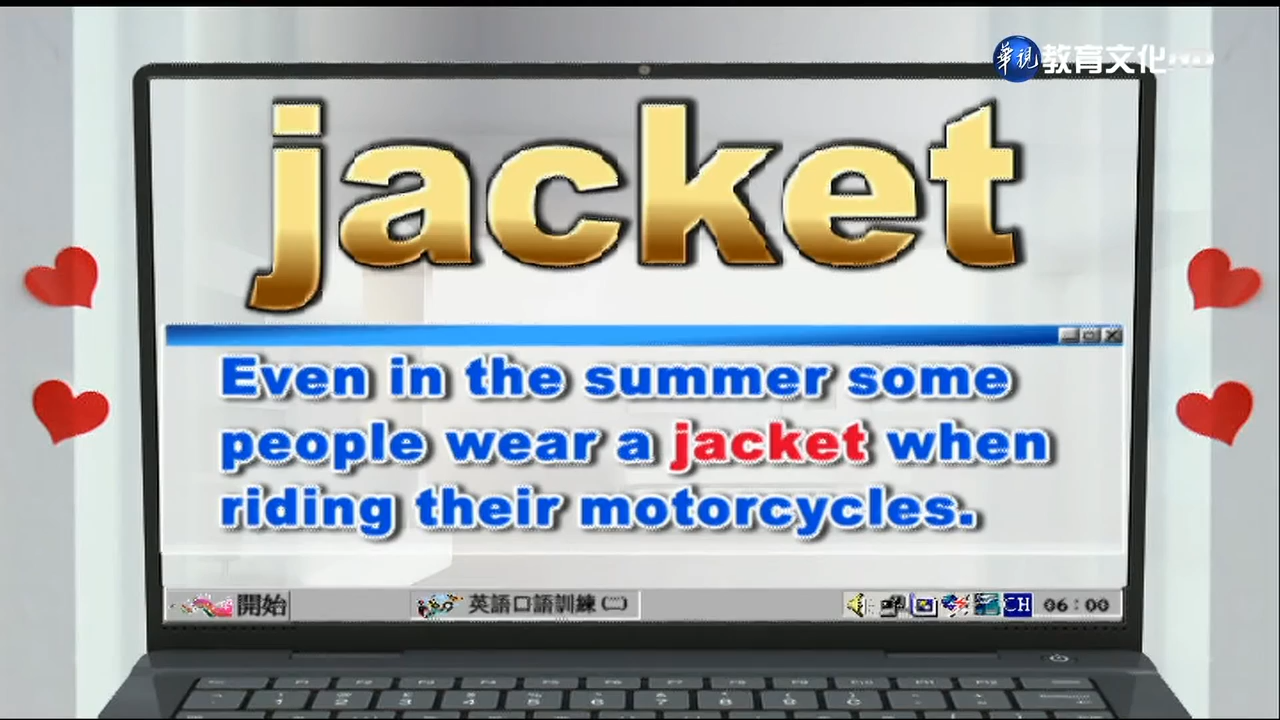 華視 教育文化 HD
jacket
Even in the summer some
people wear a jacket when
riding their motorcycles.
開始 英語口語訓練(二) CH 06:00